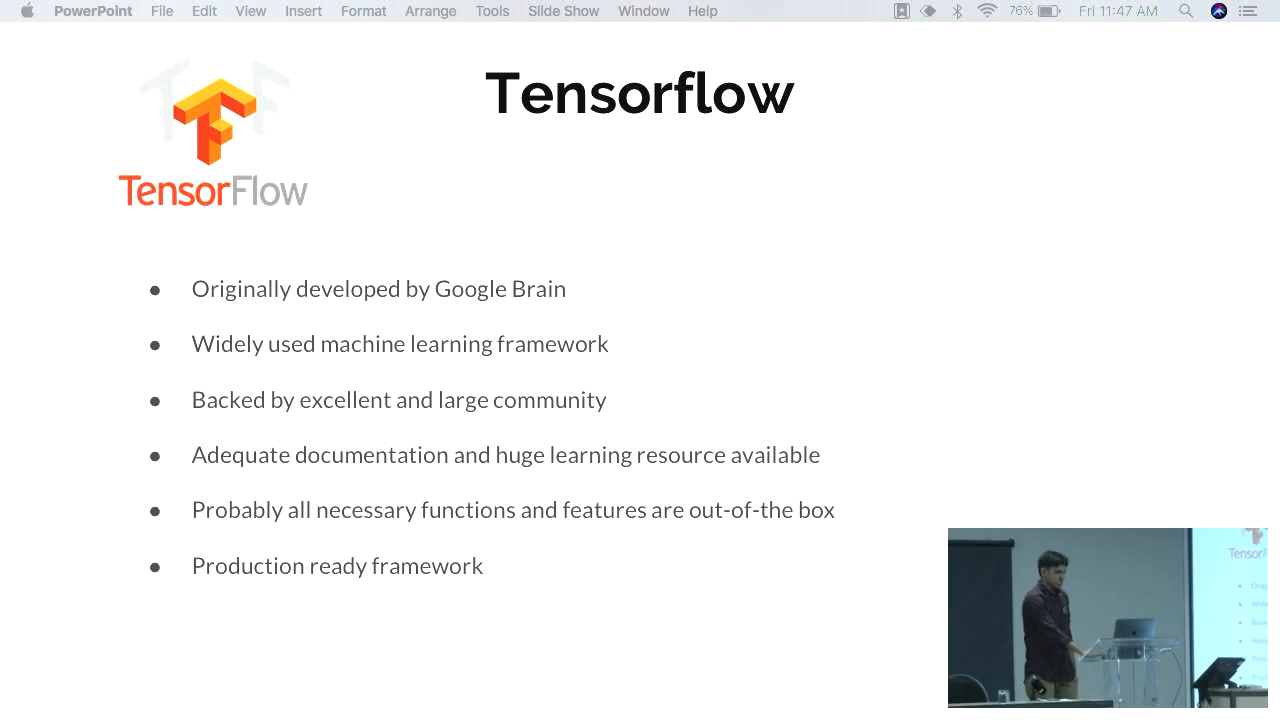 PowerPoint File Edit View Insert Format Arrange Tools Slide Show Window Help 76% Fri 11:47 AM
Tensorflow
TensorFlow
● Originally developed by Google Brain
● Widely used machine learning framework
● Backed by excellent and large community
● Adequate documentation and huge learning resource available
● Probably all necessary functions and features are out-of-the box
● Production ready framework